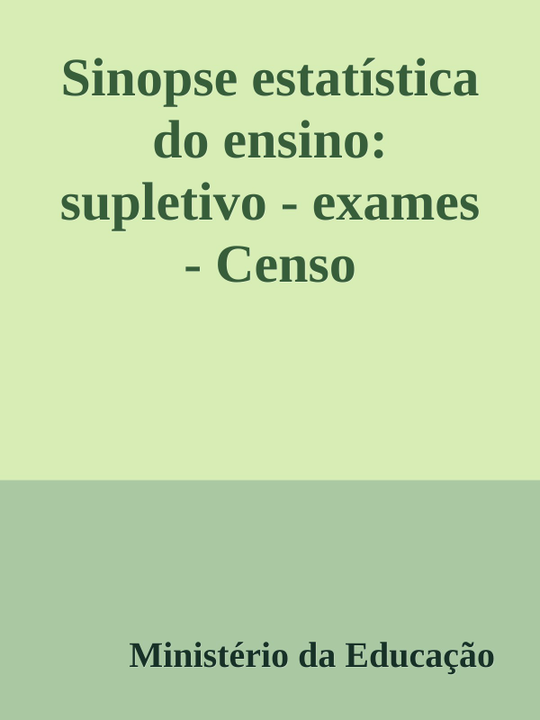 Sinopse estatística
do ensino:
supletivo - exames
- Censo
Ministério da Educação